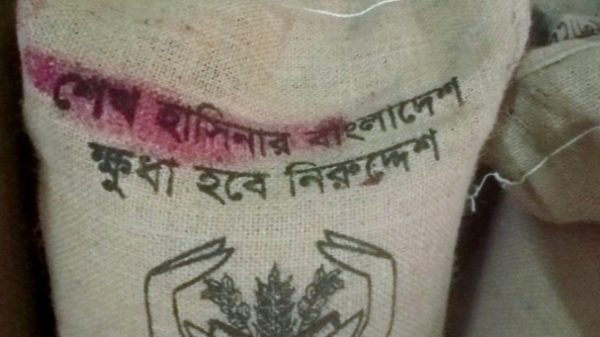 শেখ হাসিনার বাংলাদেশ
ক্ষুধা হবে নিরুদ্দেশ